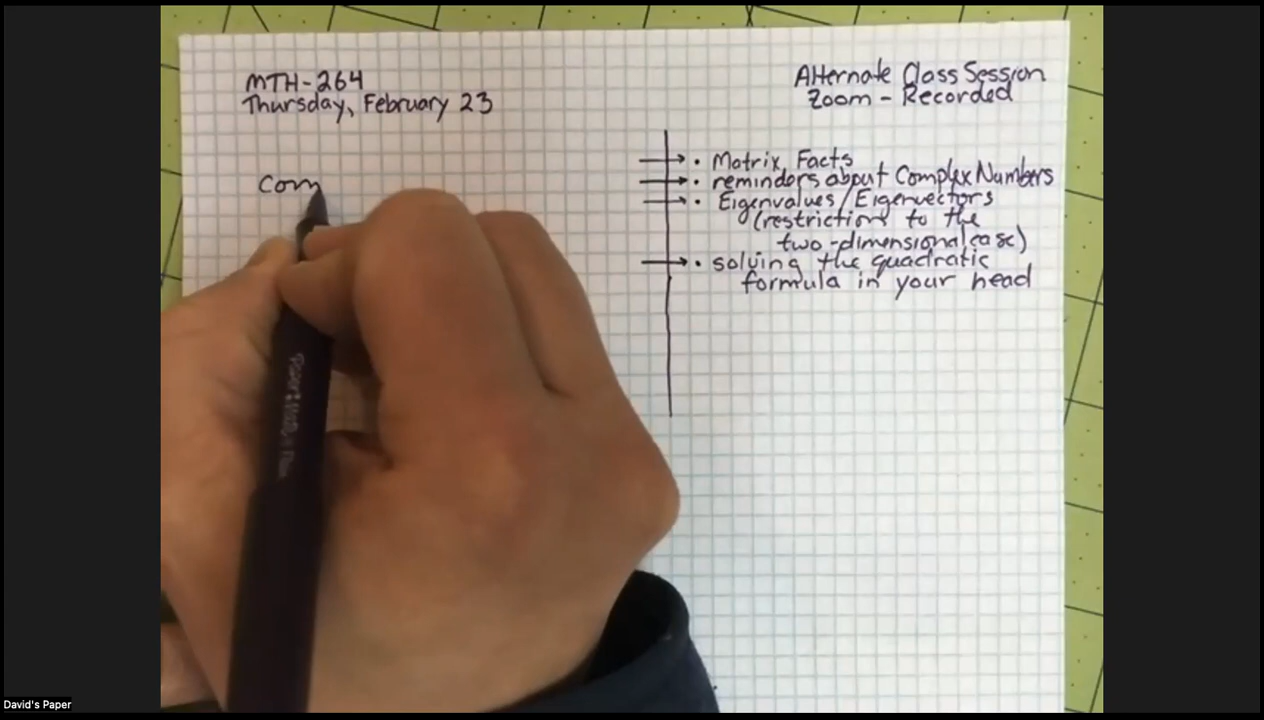 MTH-264
Thursday, February 23
Alternate Class Session
Zoom - Recorded
com
• Matrix Facts
• reminders about Complex Numbers
• Eigenvalues/Eigenvectors
(restriction to the
two-dimensional case)
• solving the quadratic
formula in your head
David's Paper